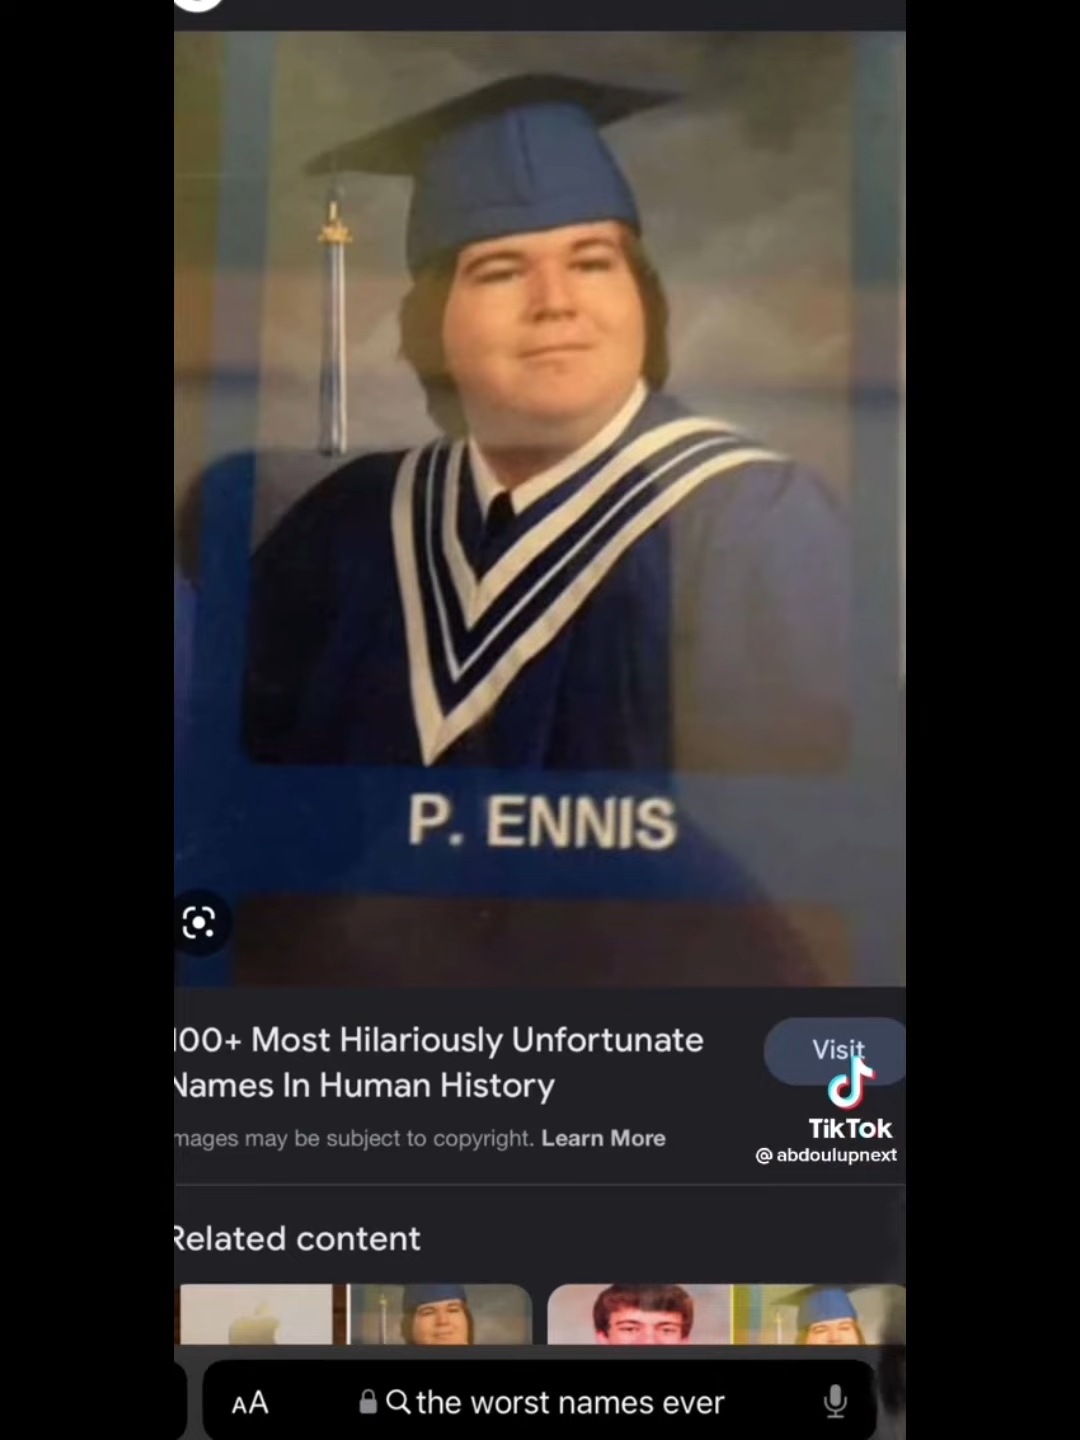 P. ENNIS
100+ Most Hilariously Unfortunate
Names In Human History
Visit
mages may be subject to copyright. Learn More
TikTok
@abdoulupnext
Related content
AA
the worst names ever